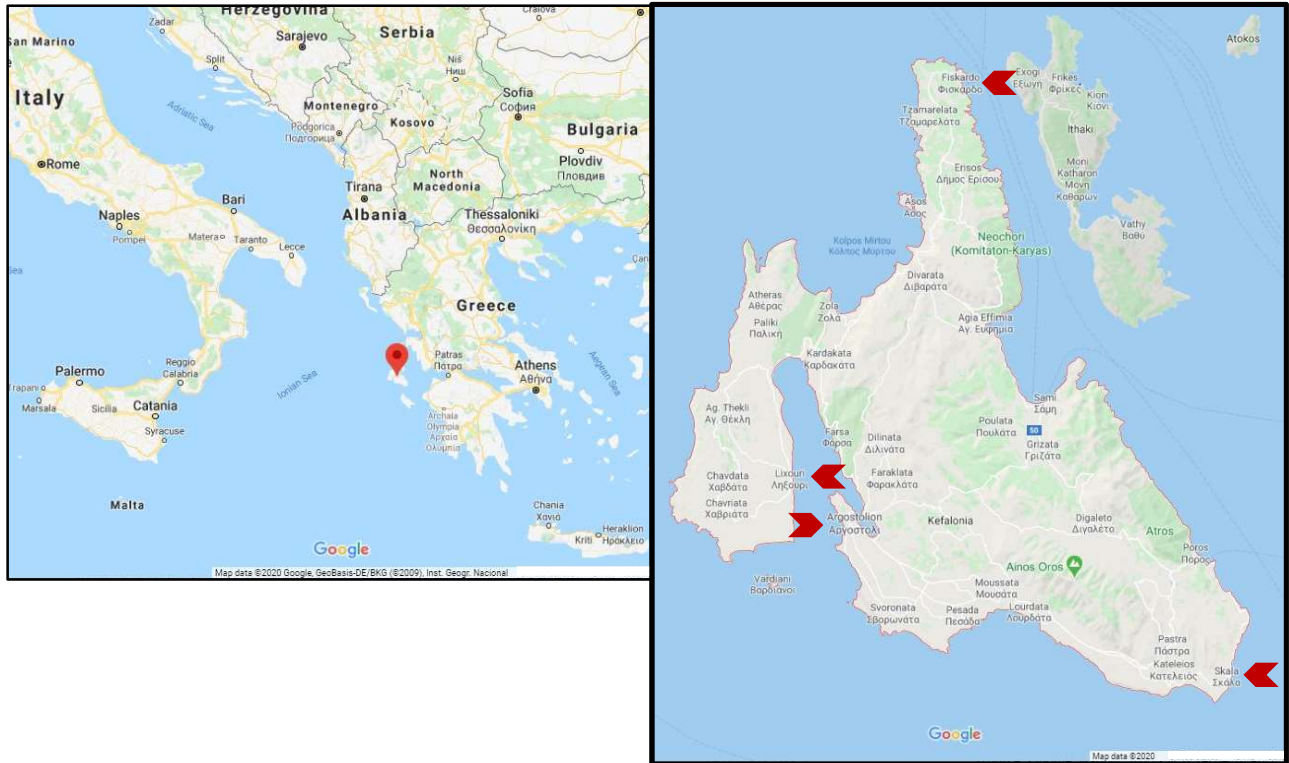 Herzegovina
Craiova
Zadar
San Marino
Sarajevo
Serbia
Split
Niš
Ниш
Italy
Sofia
София
Montenegro
Adriatic Sea
Podgorica
Подгорица
Kosovo
Bulgaria
Plovdiv
Пловдив
Rome
North
Macedonia
Tirana
Bari
Albania
Thessaloniki
Θεσσαλονίκη
Naples
Pompei
Matera
Taranto
Lecce
Greece
Ionian Sea
Patras
Πάτρα
Athens
Αθήνα
Aegean Sea
Palermo
Reggio
Calabria
Trapani
Marsala
Sicilia
Catania
Syracuse
Archaia
Olympia
Αρχαία
Ολυμπία
Malta
Chania
Χανιά
Heraklion
Ηράκλειο
Kriti
Google
Map data ©2020 Google, GeoBasis-DE/BKG (©2009), Inst. Geogr. Nacional
Atokos
Fiskardo
Φισκάρδο
Exogi
Εξωγή
Frikes
Φρίκες
Kioni
Κιόνι
Tzamarelata
Τζαμαρελάτα
Ithaki
Erisos
Δήμος Ερίσου
Moni
Katharon
Μονή
Καθαρών
Asos
Άσος
Vathy
Βαθύ
Kolpos Mirtou
Κόλπος Μύρτου
Neochori
(Komitaton-Karyas)
Divarata
Διβαράτα
Atheras
Αθέρας
Zola
Ζόλα
Paliki
Παλική
Agia Effimia
Αγ. Ευφημία
Kardakata
Καρδακάτα
Sami
Σάμη
Ag. Thekli
Αγ. Θέκλη
Poulata
Πουλάτα
50
Farsa
Φάρσα
Dilinata
Διλινάτα
Grizata
Γριζάτα
Chavdata
Χαβδάτα
Lixouri
Ληξούρι
Faraklata
Φαρακλάτα
Chavriata
Χαβριάτα
Argostolion
Αργοστόλι
Kefalonia
Digaleto
Διγαλέτο
Atros
Poros
Πόρος
Ainos Oros
Vardiani
Βαρδιάνοι
Moussata
Μουσάτα
Svoronata
Σβορωνάτα
Pesada
Πεσάδα
Lourdata
Λουρδάτα
Pastra
Πάστρα
Kateleios
Κατελειός
Skala
Σκάλα
Google
Map data ©2020